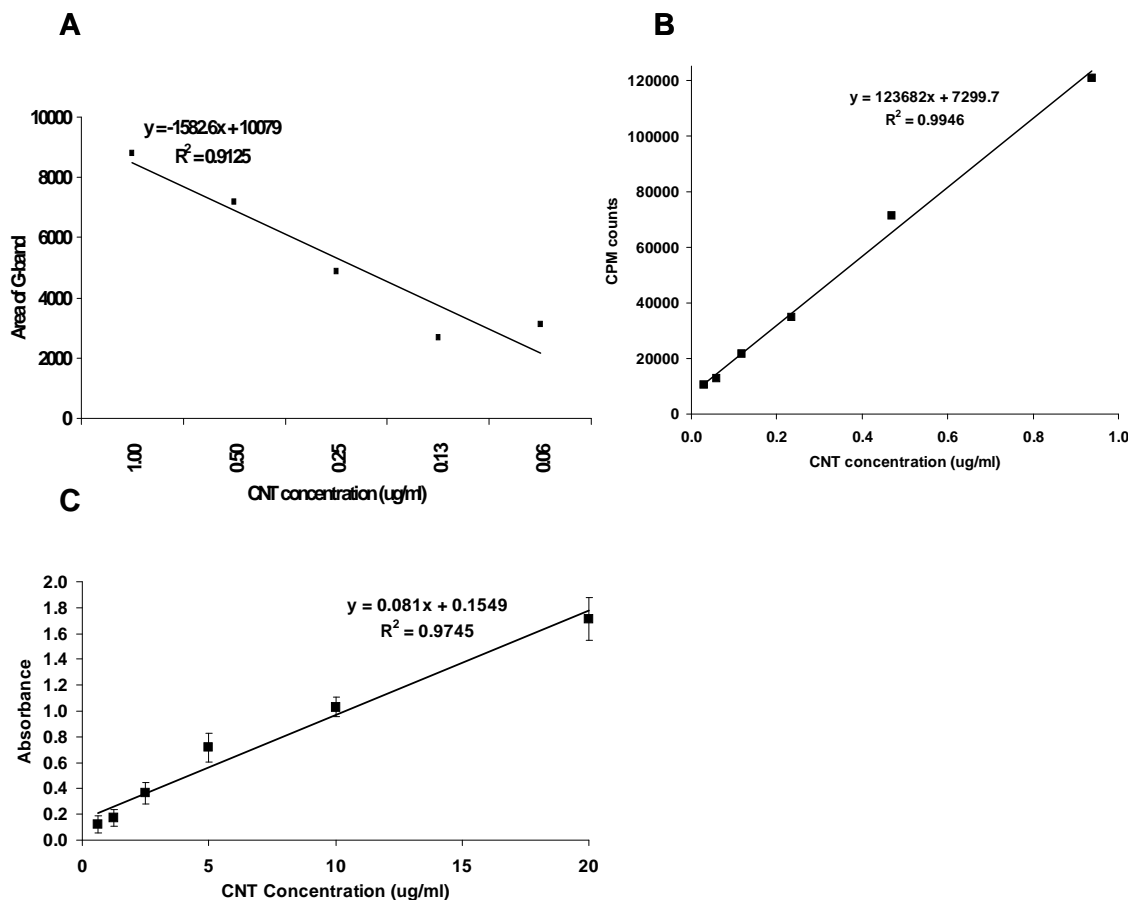 A
y = -1582.6x + 10079
R² = 0.9125
10000
8000
6000
4000
2000
0
Area of G-band
1.00
0.50
0.25
0.13
0.06
CNT concentration (ug/ml)
B
y = 123682x + 7299.7
R² = 0.9946
120000
100000
80000
60000
40000
20000
0
CPM counts
0.0
0.2
0.4
0.6
0.8
1.0
CNT concentration (ug/ml)
C
y = 0.081x + 0.1549
R² = 0.9745
2.0
1.8
1.6
1.4
1.2
1.0
0.8
0.6
0.4
0.2
0.0
Absorbance
0
5
10
15
20
CNT Concentration (ug/ml)